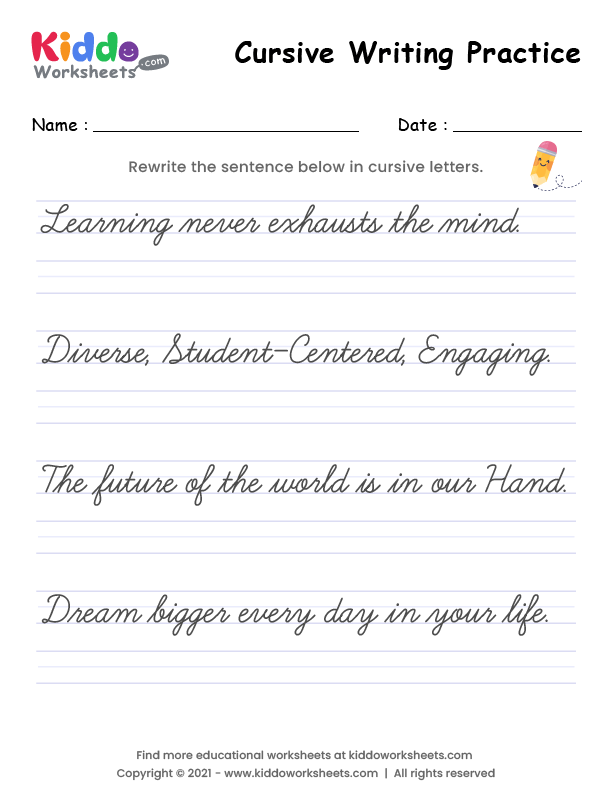 Kiddo
Worksheets
.com
Cursive Writing Practice
Name :
Date :
Rewrite the sentence below in cursive letters.
Learning never exhausts the mind.
Diverse, Student-Centered, Engaging.
The future of the world is in our Hand.
Dream bigger every day in your life.
Find more educational worksheets at kiddoworksheets.com
Copyright © 2021 - www.kiddoworksheets.com | All rights reserved